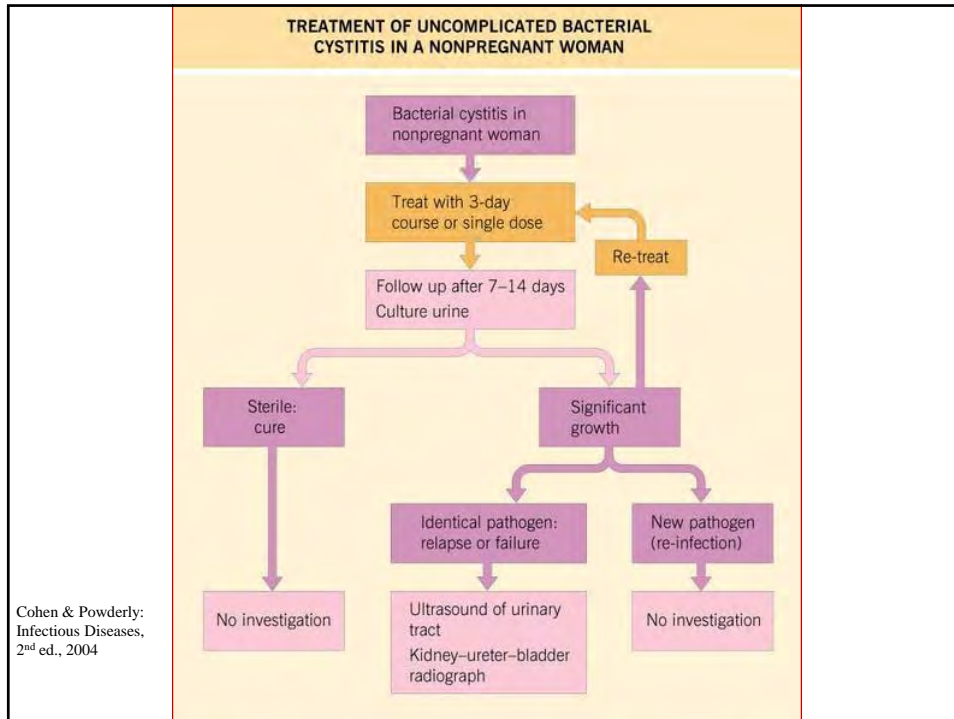 TREATMENT OF UNCOMPLICATED BACTERIAL
CYSTITIS IN A NONPREGNANT WOMAN
Bacterial cystitis in
nonpregnant woman
Treat with 3-day
course or single dose
Re-treat
Follow up after 7–14 days
Culture urine
Sterile:
cure
Significant
growth
Identical pathogen:
relapse or failure
New pathogen
(re-infection)
No investigation
Ultrasound of urinary
tract
Kidney–ureter–bladder
radiograph
No investigation
Cohen & Powderly:
Infectious Diseases,
2nd ed., 2004